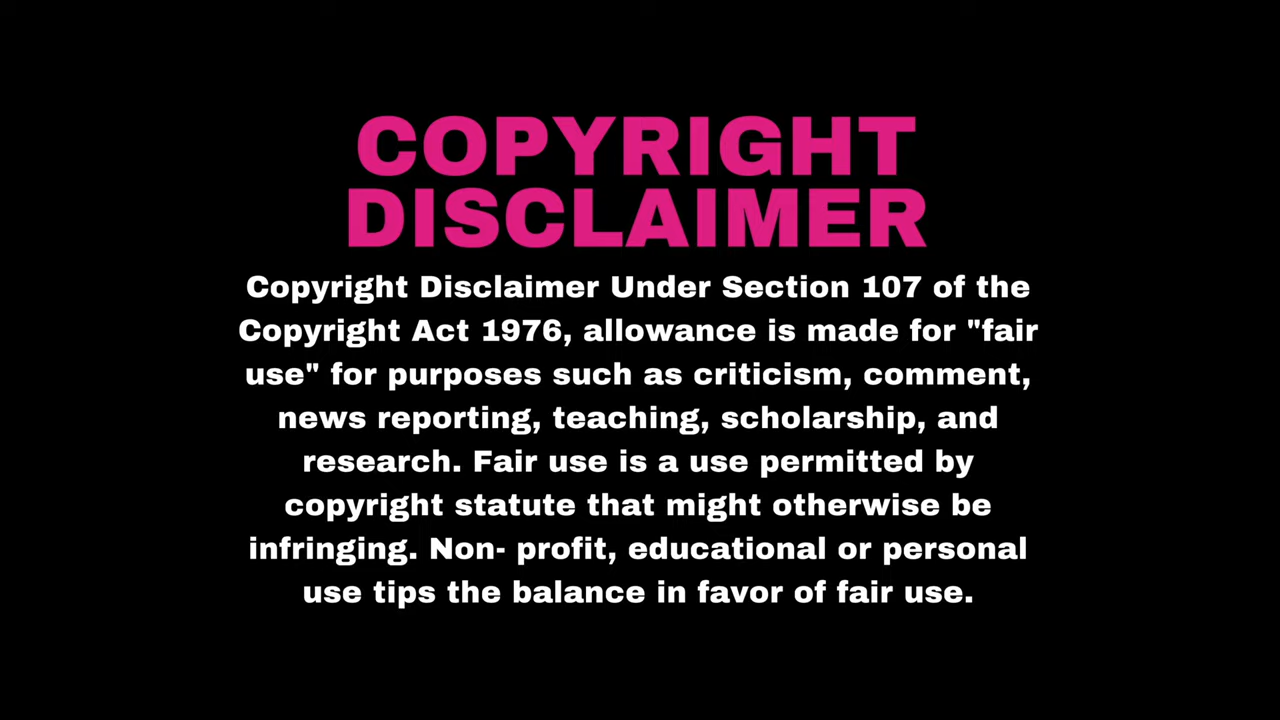 COPYRIGHT
DISCLAIMER
Copyright Disclaimer Under Section 107 of the
Copyright Act 1976, allowance is made for "fair
use" for purposes such as criticism, comment,
news reporting, teaching, scholarship, and
research. Fair use is a use permitted by
copyright statute that might otherwise be
infringing. Non- profit, educational or personal
use tips the balance in favor of fair use.